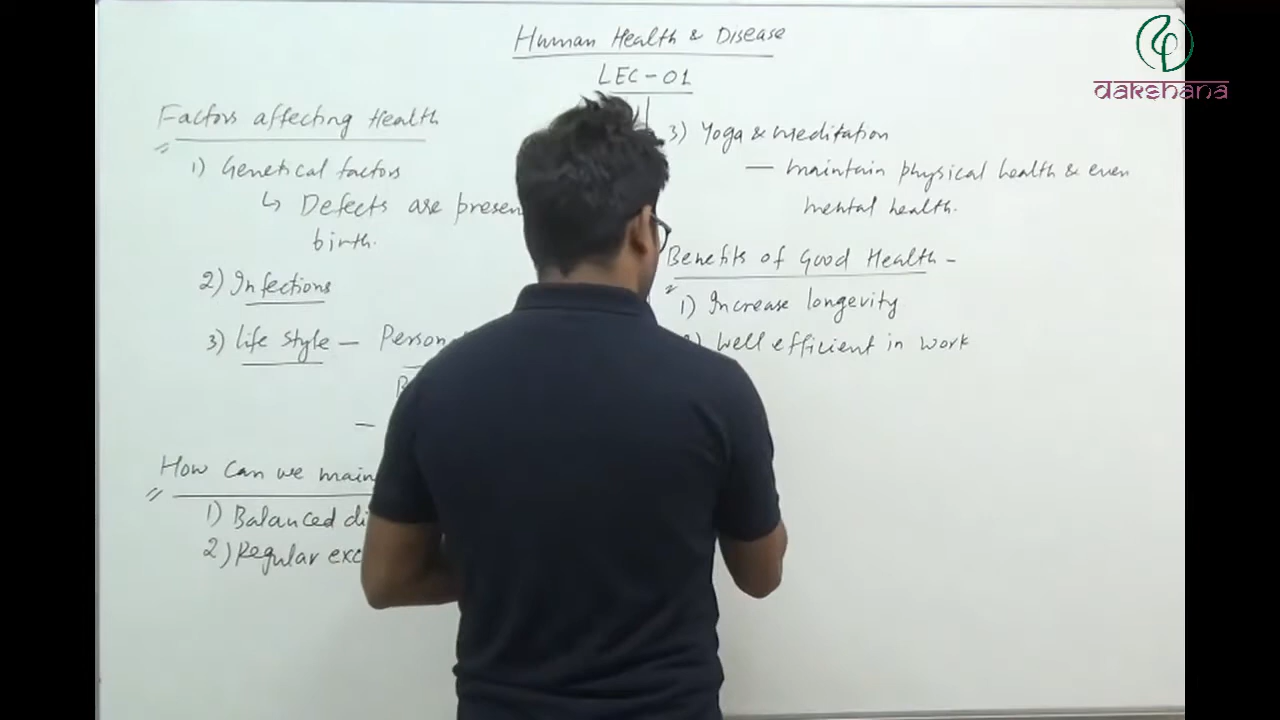 Human Health & Disease
LEC-01
Factors affecting Health
1) Genetical factors
↳ Defects are presen
birth.
2) Infections
3) life style — Person
—
How can we main
1) Balanced di
2) Regular exc
3) Yoga & meditation
— maintain physical health & even
mental health.
Benefits of Good Health -
1) Increase longevity
2) Well efficient in work
dakshana